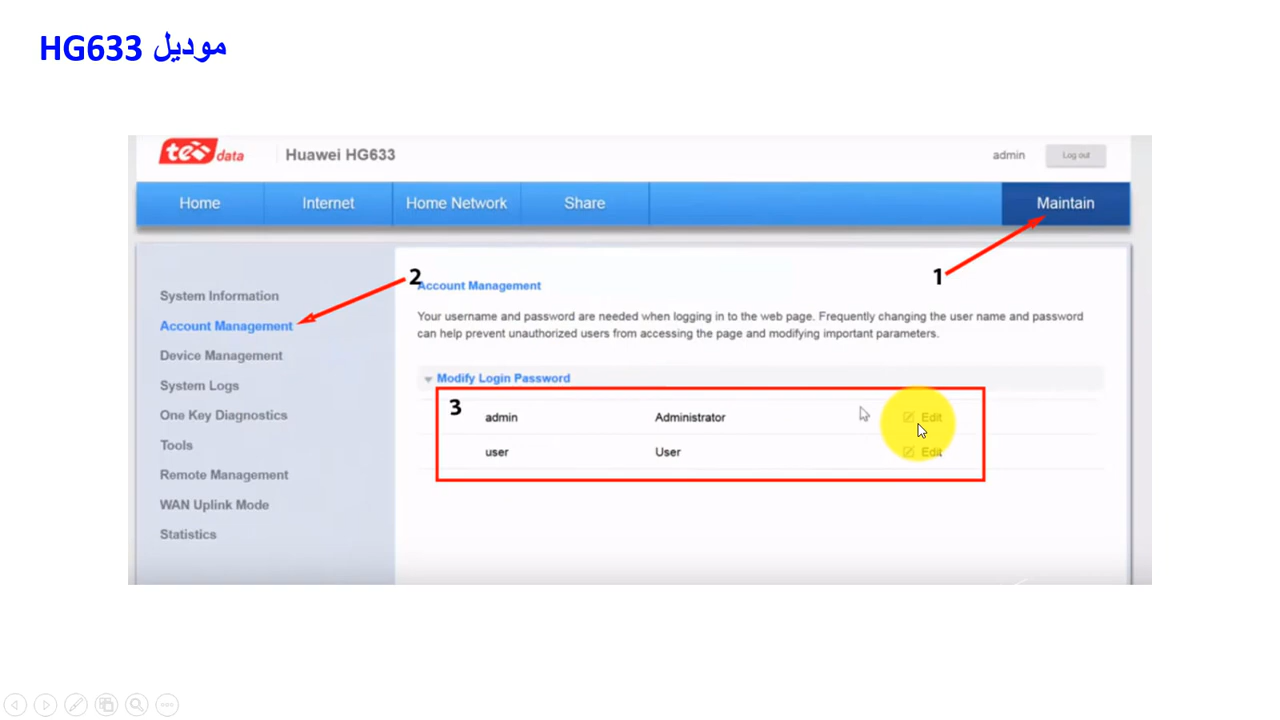 موديل HG633
te data
Huawei HG633
admin
Log out
Home
Internet
Home Network
Share
Maintain
1
2
System Information
Account Management
Device Management
System Logs
One Key Diagnostics
Tools
Remote Management
WAN Uplink Mode
Statistics
Account Management
Your username and password are needed when logging in to the web page. Frequently changing the user name and password
can help prevent unauthorized users from accessing the page and modifying important parameters.
Modify Login Password
3
admin Administrator Edit
user User Edit